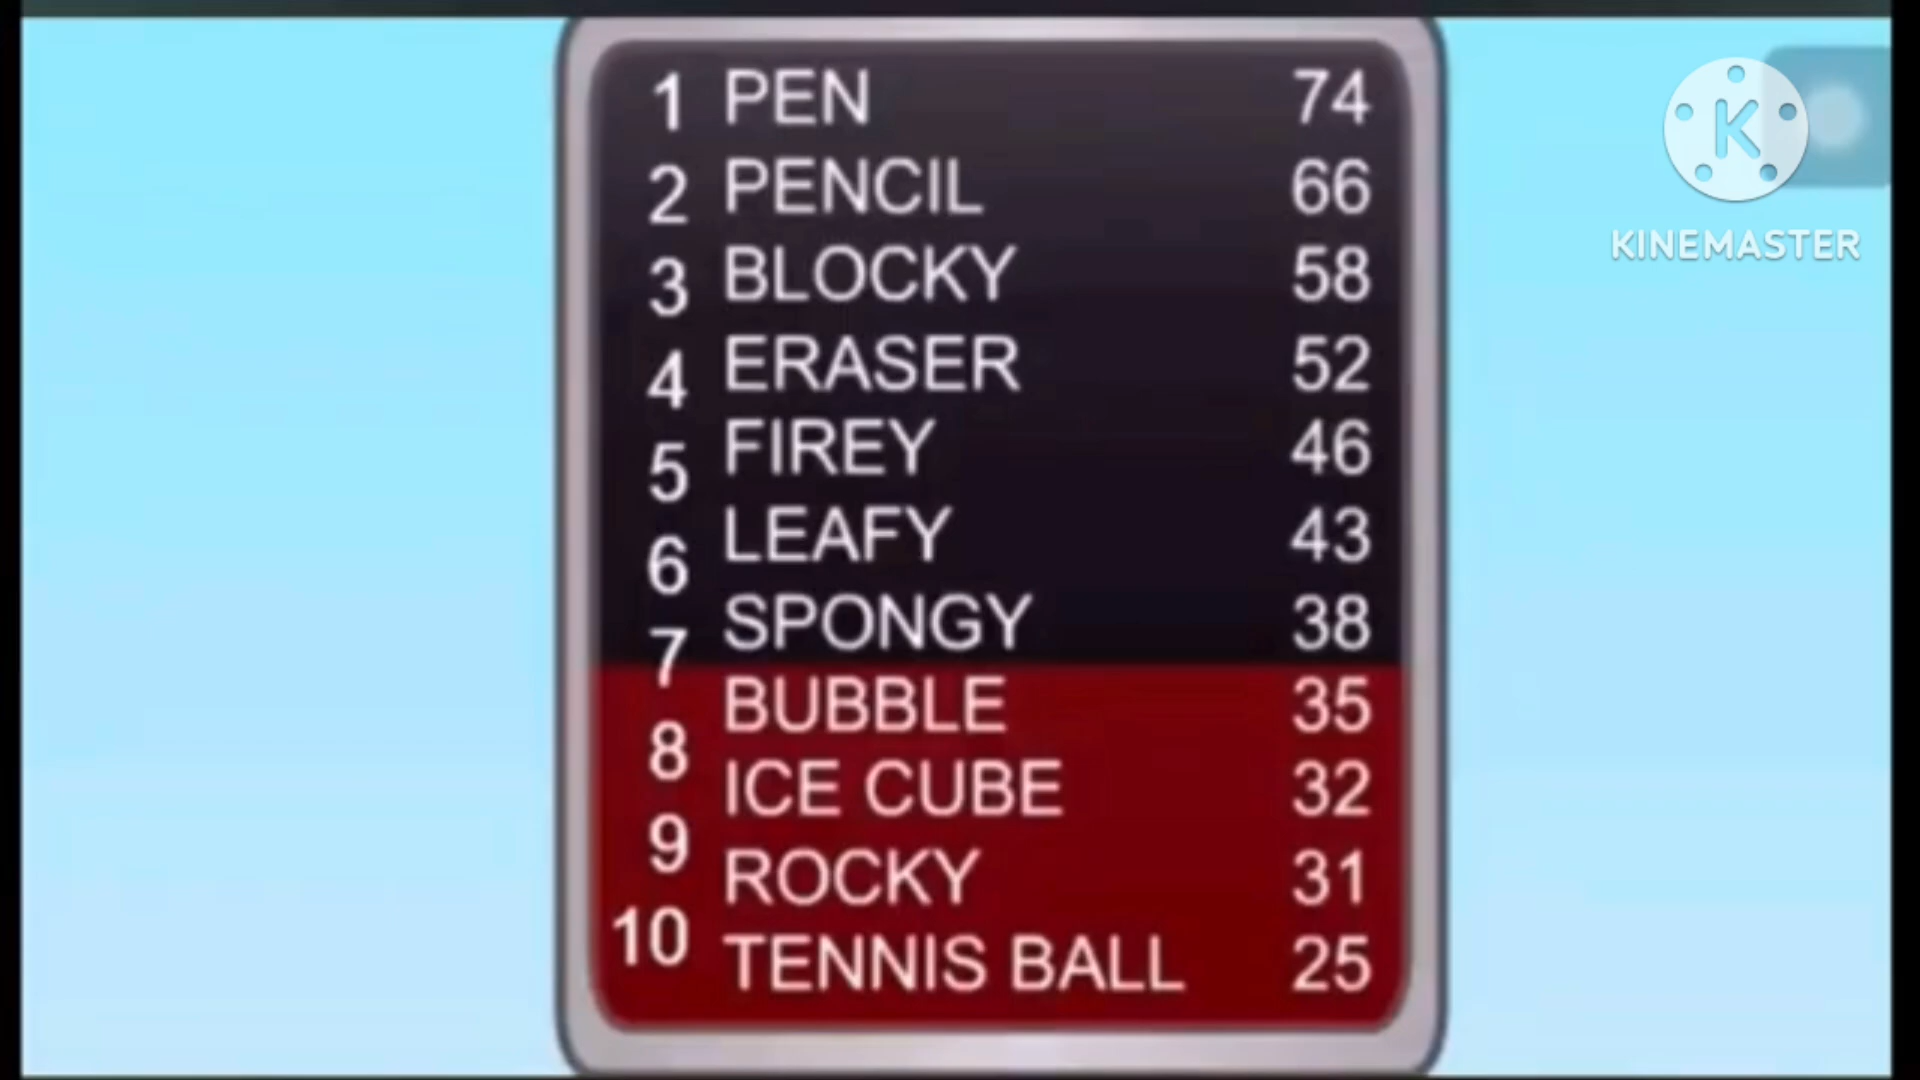 1 PEN 74
2 PENCIL 66
3 BLOCKY 58
4 ERASER 52
5 FIREY 46
6 LEAFY 43
7 SPONGY 38
8 BUBBLE 35
9 ICE CUBE 32
10 ROCKY 31
TENNIS BALL 25
K
KINEMASTER